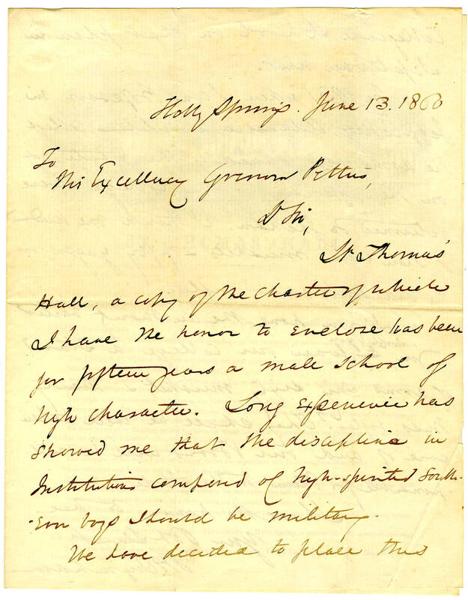 Holly Springs. June 13. 1860
To
His Excellency Governor Pettus,
D Sir,
St. Thomas'
Hall, a copy of the charter of which
I have the honor to enclose has been
for fifteen years a male school of
high character. Long experience has
showed me that the discipline in
Institutions composed of high-spirited South-
-ern boys should be military.
We have decided to place this